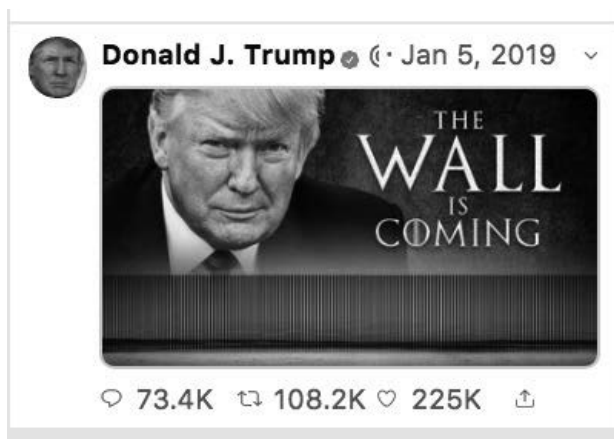 Donald J. Trump · Jan 5, 2019
THE
WALL
IS
COMING
73.4K 108.2K 225K